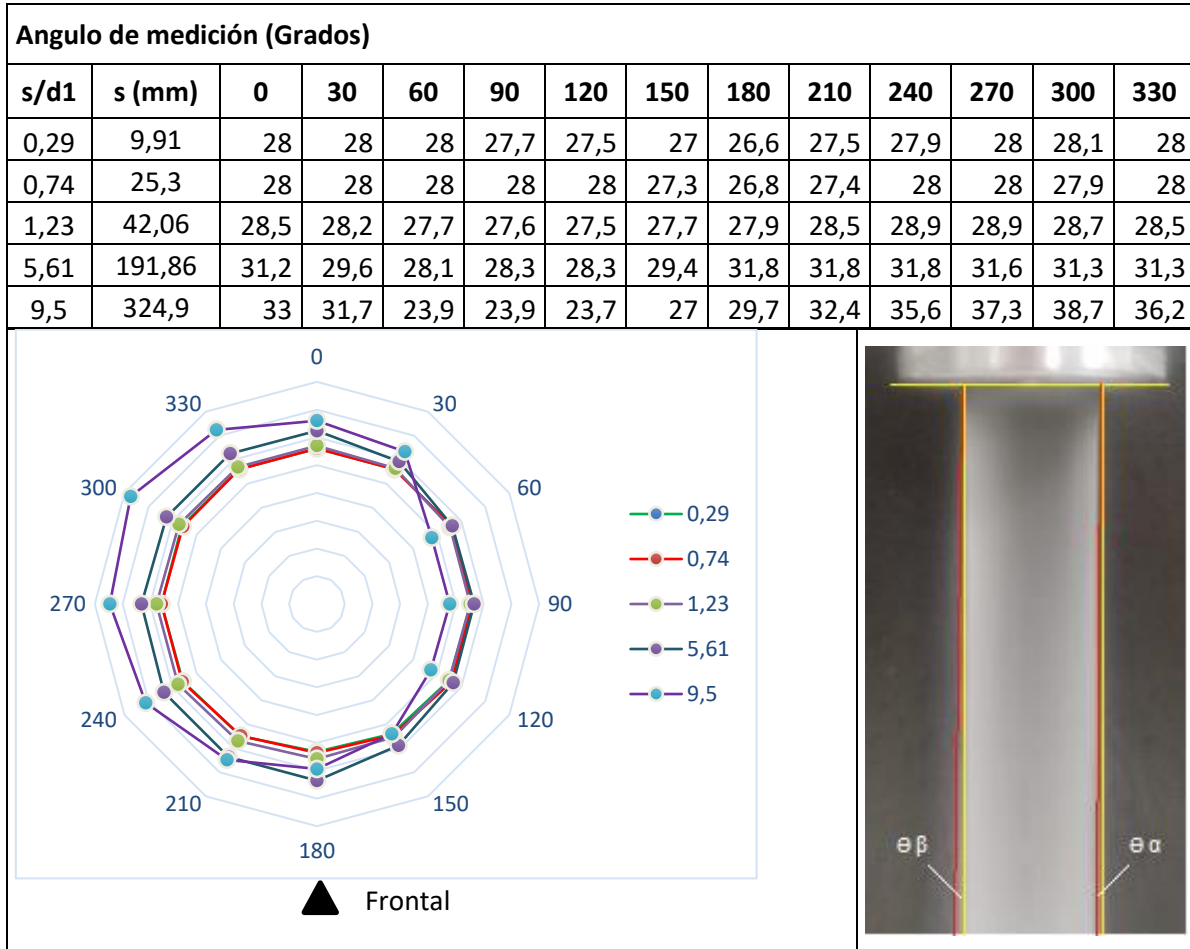 Angulo de medición (Grados)
s/d1 s (mm) 0 30 60 90 120 150 180 210 240 270 300 330
0,29 9,91 28 28 28 27,7 27,5 27 26,6 27,5 27,9 28 28,1 28
0,74 25,3 28 28 28 28 28 27,3 26,8 27,4 28 28 27,9 28
1,23 42,06 28,5 28,2 27,7 27,6 27,5 27,7 27,9 28,5 28,9 28,9 28,7 28,5
5,61 191,86 31,2 29,6 28,1 28,3 28,3 29,4 31,8 31,8 31,8 31,6 31,3 31,3
9,5 324,9 33 31,7 23,9 23,9 23,7 27 29,7 32,4 35,6 37,3 38,7 36,2
0
30
60
90
120
150
180
210
240
270
300
330
0,29
0,74
1,23
5,61
9,5
Frontal
ϴ β
ϴ α